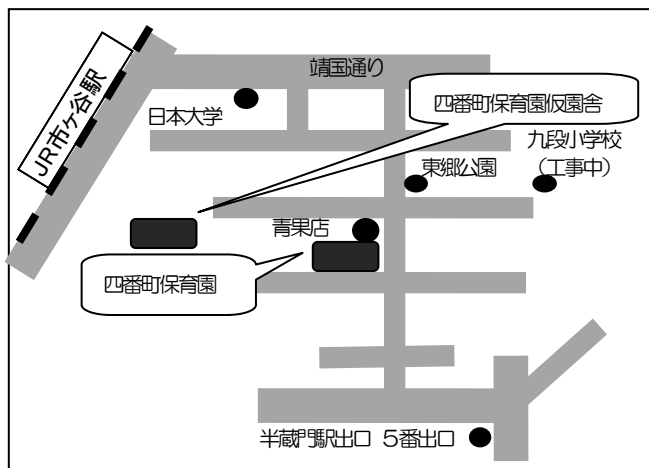 JR市ヶ谷駅
靖国通り
四番町保育園仮園舎
日本大学
九段小学校
(工事中)
東郷公園
青果店
四番町保育園
半蔵門駅出口 5番出口